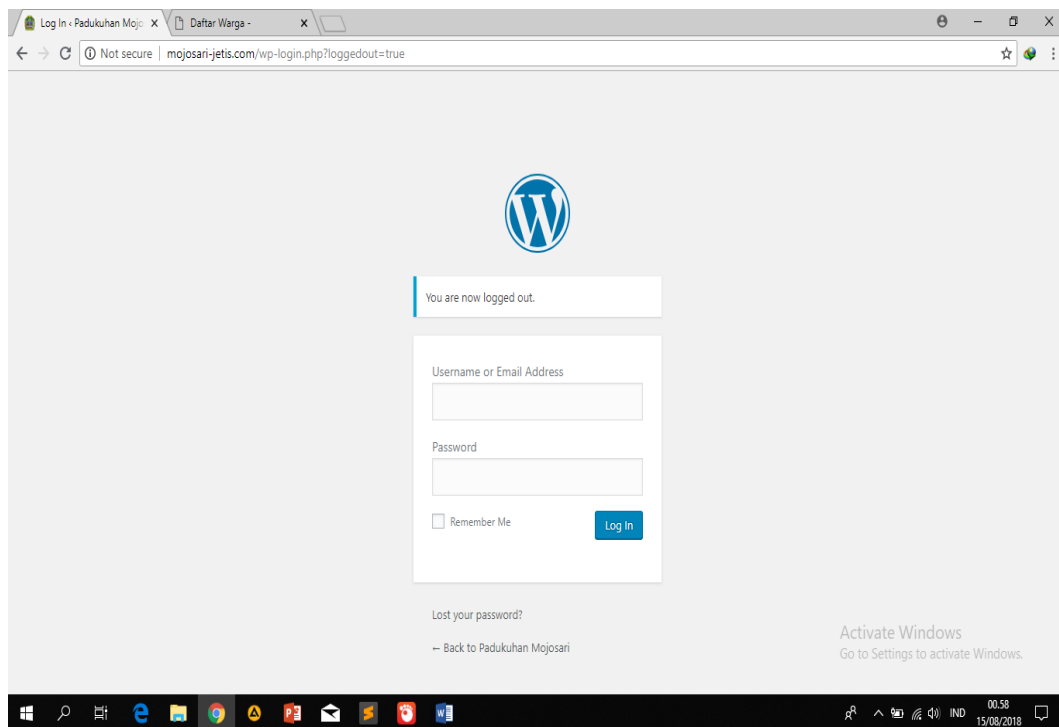 Log In ‹ Padukuhan Mojo
Daftar Warga -
Not secure | mojosari-jetis.com/wp-login.php?loggedout=true
You are now logged out.
Username or Email Address
Password
Remember Me
Log In
Lost your password?
← Back to Padukuhan Mojosari
Activate Windows
Go to Settings to activate Windows.
IND
00.58
15/08/2018